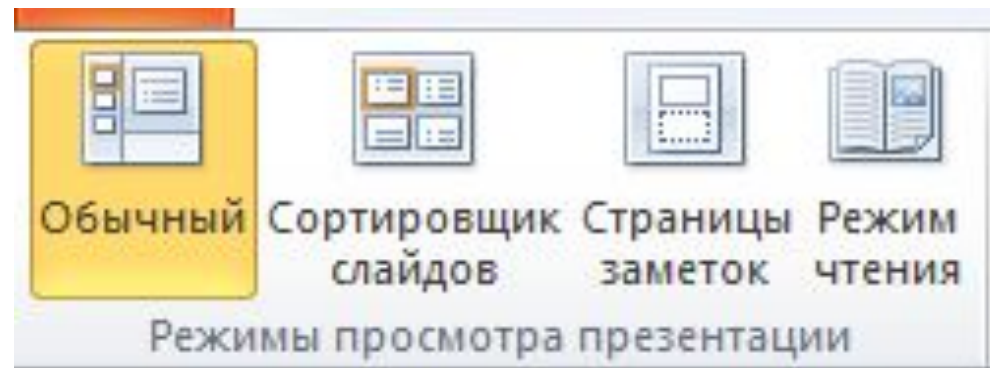 Обычный Сортировщик Страницы Режим
слайдов заметок чтения
Режимы просмотра презентации